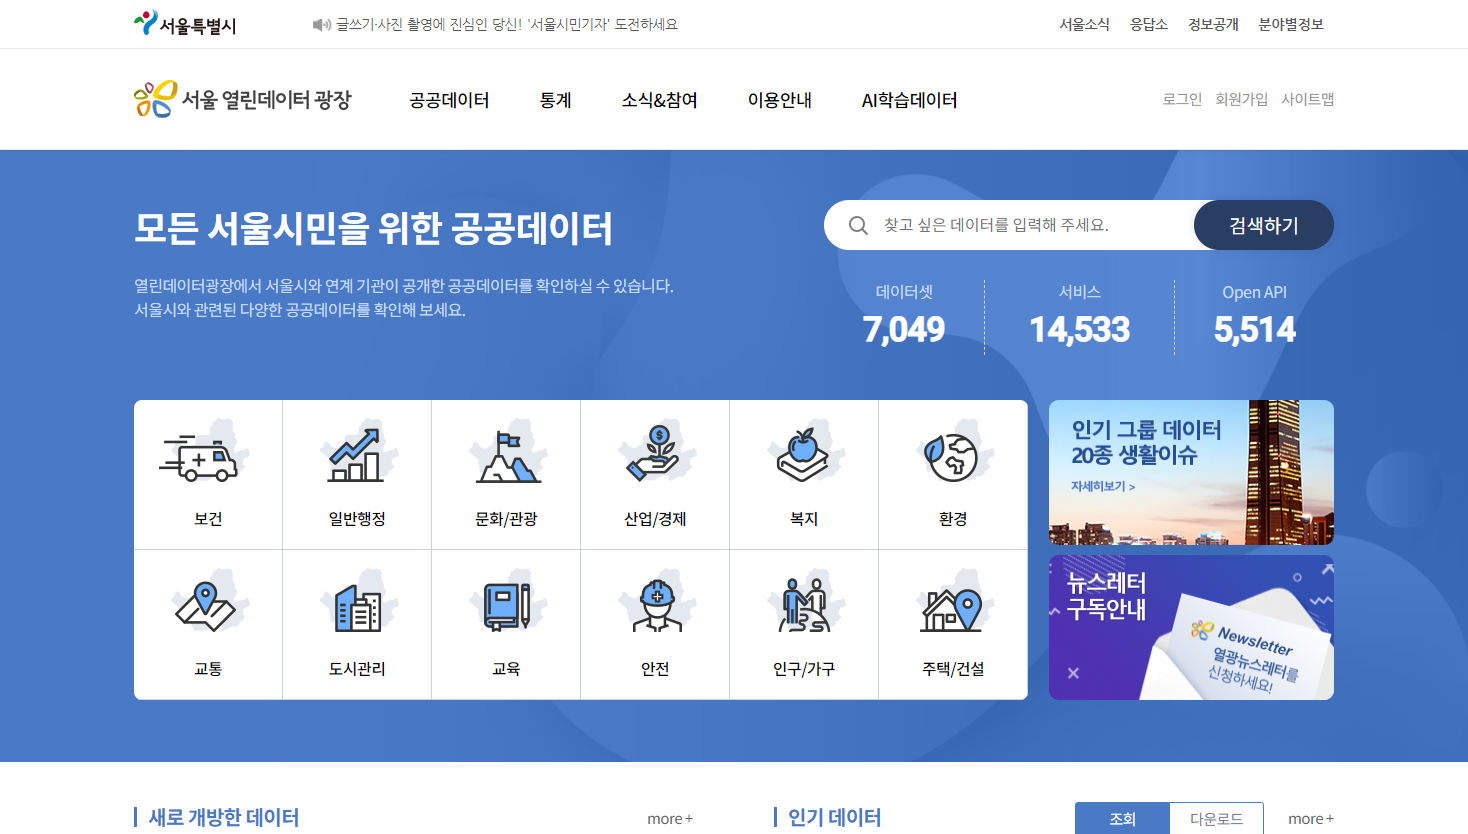 서울특별시
글쓰기·사진 촬영에 진심인 당신! '서울시민기자' 도전하세요
서울소식 응답소 정보공개 분야별정보
서울 열린데이터 광장
공공데이터 통계 소식&참여 이용안내 AI학습데이터
로그인 회원가입 사이트맵
모든 서울시민을 위한 공공데이터
열린데이터광장에서 서울시와 연계 기관이 공개한 공공데이터를 확인하실 수 있습니다.
서울시와 관련된 다양한 공공데이터를 확인해 보세요.
찾고 싶은 데이터를 입력해 주세요.
검색하기
데이터셋 서비스 Open API
7,049 14,533 5,514
보건 일반행정 문화/관광 산업/경제 복지 환경
교통 도시관리 교육 안전 인구/가구 주택/건설
인기 그룹 데이터
20종 생활이슈
자세히보기 >
뉴스레터
구독안내
Newsletter
열광뉴스레터를
신청하세요!
새로 개방한 데이터 more +
인기 데이터 조회 다운로드 more +